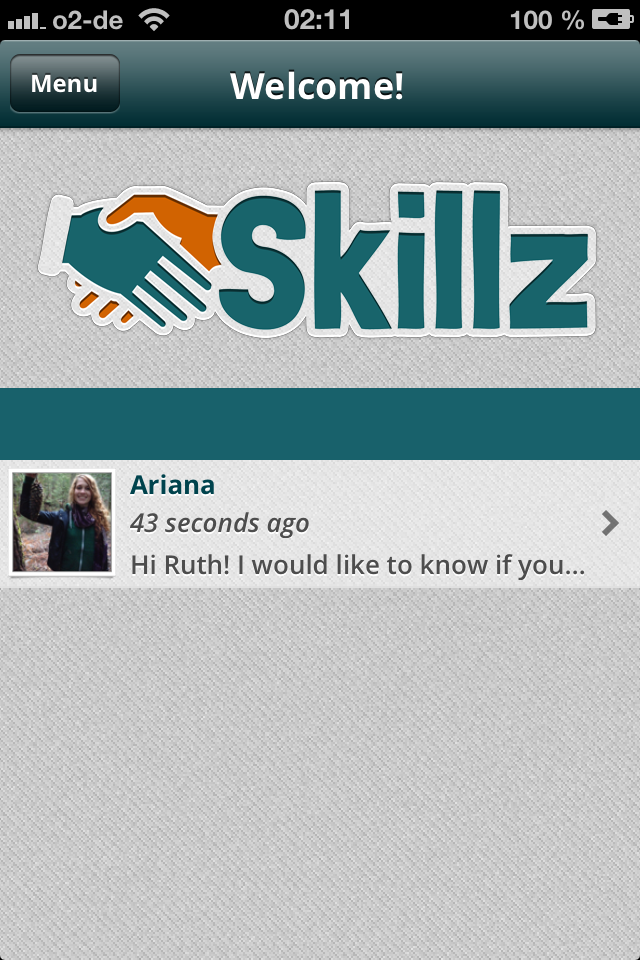 o2-de 02:11 100 %
Menu Welcome!
Skillz
Ariana
43 seconds ago
Hi Ruth! I would like to know if you...